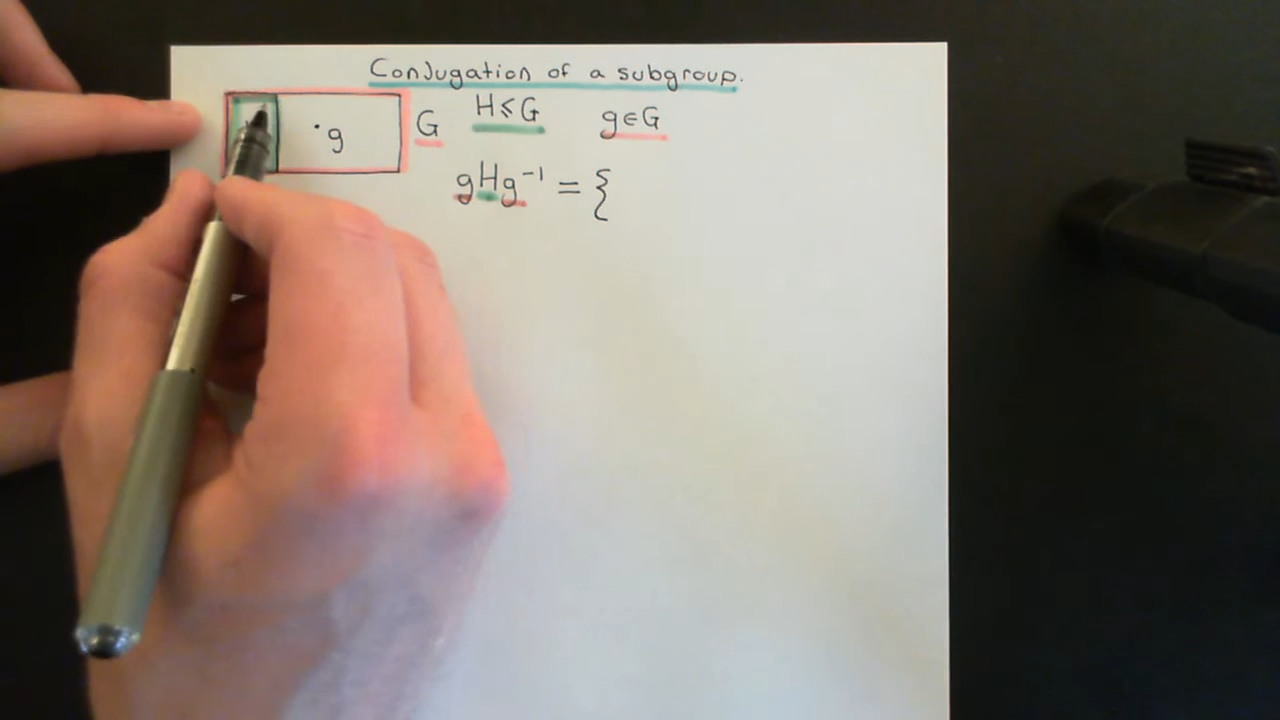 Conjugation of a subgroup.
·g G H≤G g∈G
gHg⁻¹ = {